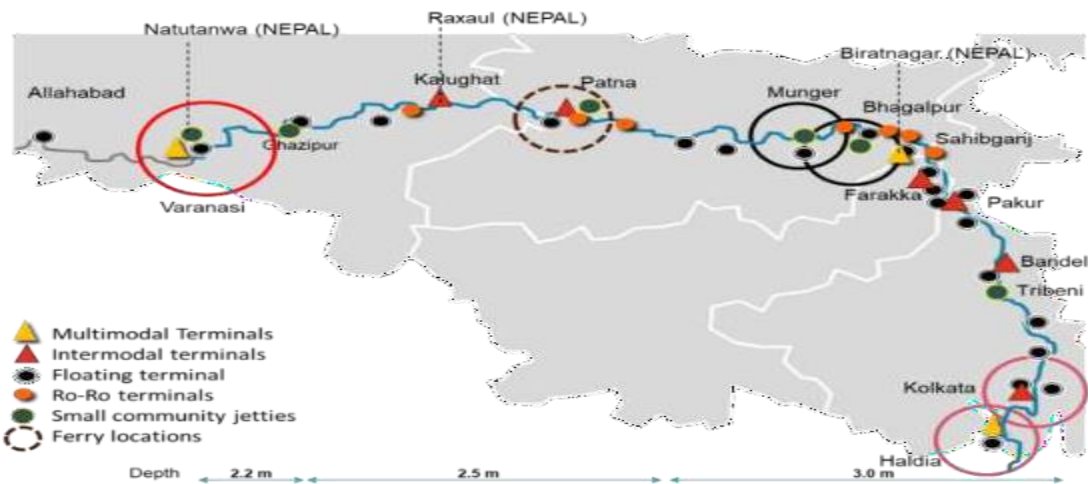 Natutanwa (NEPAL)
Raxaul (NEPAL)
Biratnagar (NEPAL)
Allahabad
Kalughat
Patna
Munger
Bhagalpur
Sahibganj
Ghazipur
Varanasi
Farakka
Pakur
Bandel
Tribeni
Kolkata
Haldia
Multimodal Terminals
Intermodal terminals
Floating terminal
Ro-Ro terminals
Small community jetties
Ferry locations
Depth 2.2 m 2.5 m 3.0 m